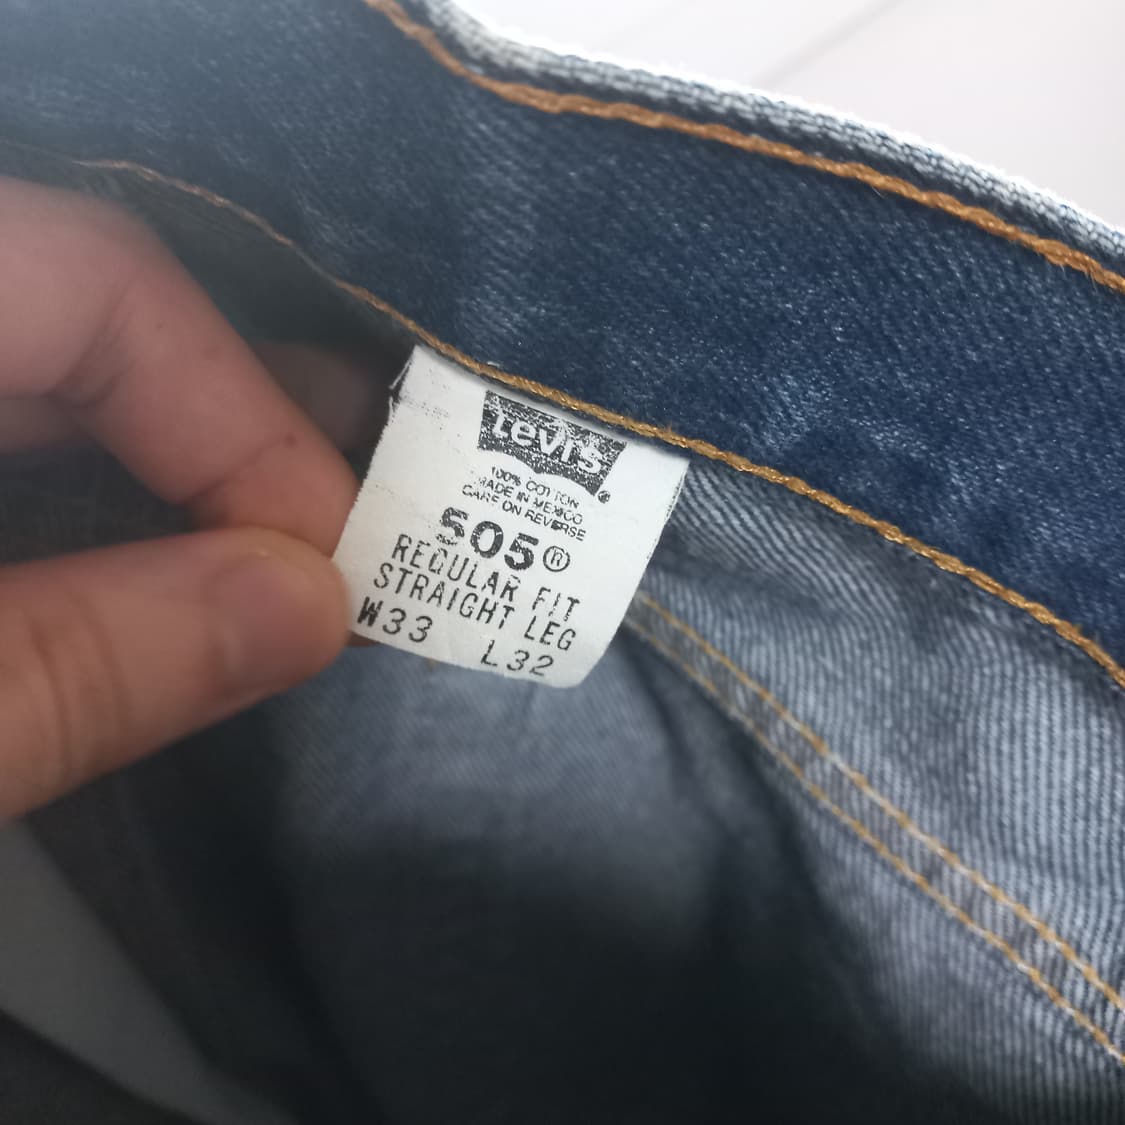 Levi's
100% COTTON
MADE IN MEXICO
CARE ON REVERSE
505®
REGULAR FIT
STRAIGHT LEG
W33 L32